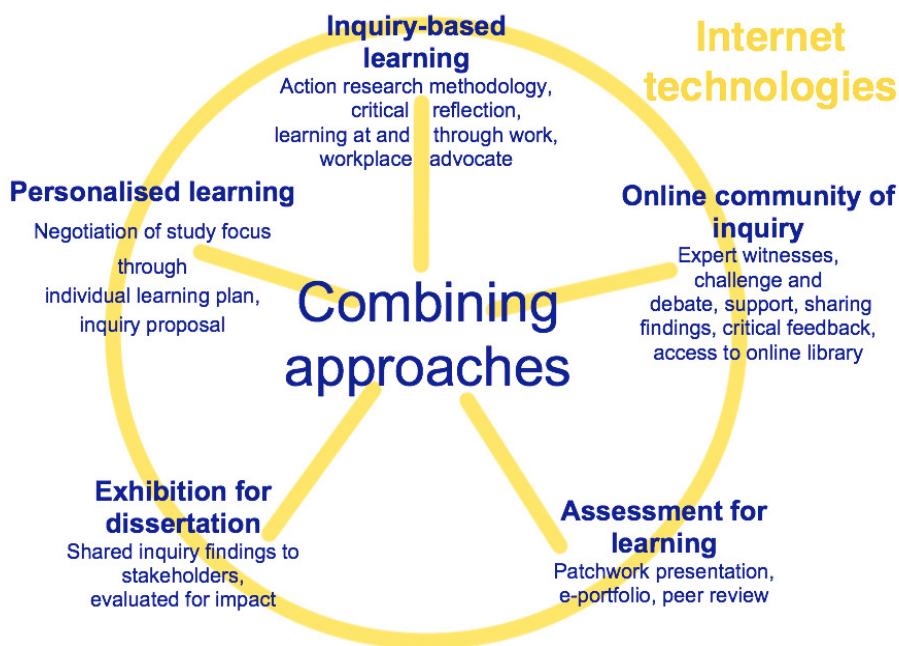 Inquiry-based
learning
Action research methodology,
critical reflection,
learning at and through work,
workplace advocate
Internet
technologies
Personalised learning
Negotiation of study focus
through
individual learning plan,
inquiry proposal
Online community of
inquiry
Expert witnesses,
challenge and
debate, support, sharing
findings, critical feedback,
access to online library
Combining
approaches
Exhibition for
dissertation
Shared inquiry findings to
stakeholders,
evaluated for impact
Assessment for
learning
Patchwork presentation,
e-portfolio, peer review